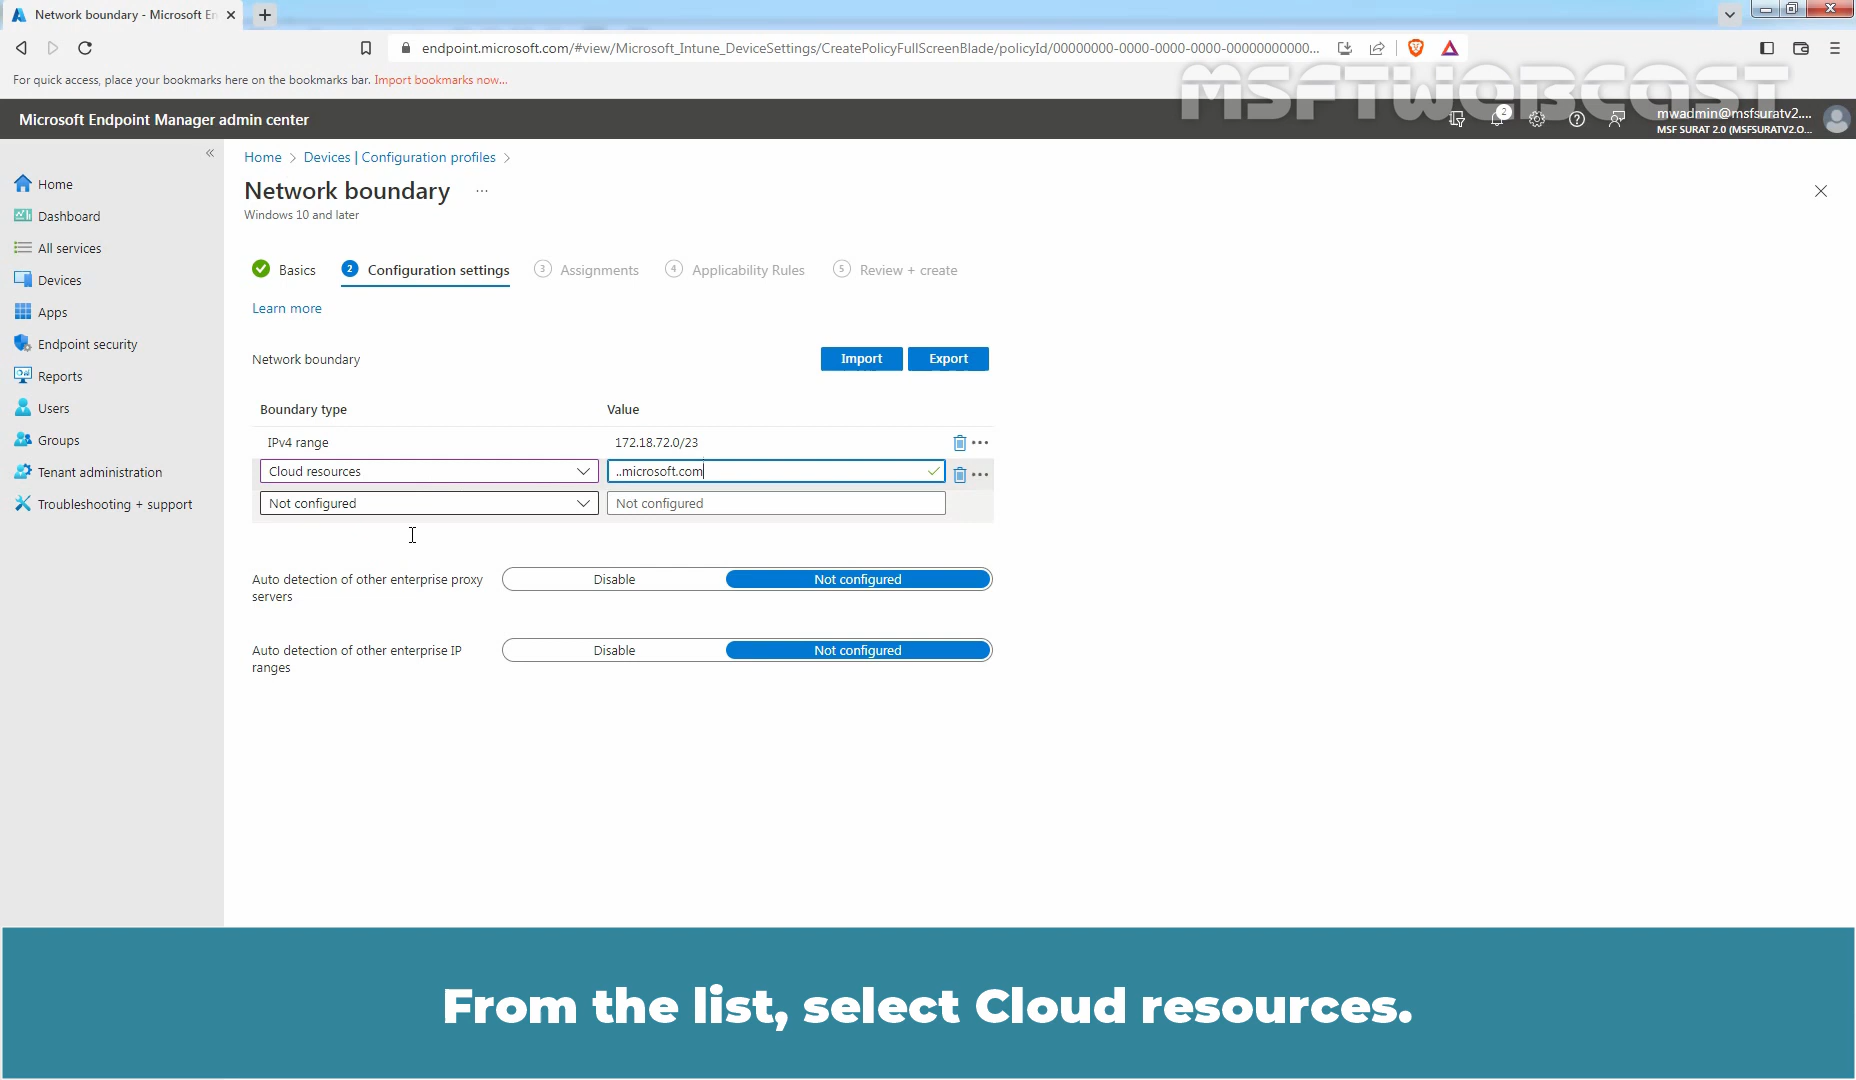 Network boundary - Microsoft En
endpoint.microsoft.com/#view/Microsoft_Intune_DeviceSettings/CreatePolicyFullScreenBlade/policyId/00000000-0000-0000-0000-00000000000...
For quick access, place your bookmarks here on the bookmarks bar. Import bookmarks now...
MSFTWEBCAST
Microsoft Endpoint Manager admin center
2
mwadmin@msfsuratv2....
MSF SURAT 2.0 (MSFSURATV2.O...
Home
Dashboard
All services
Devices
Apps
Endpoint security
Reports
Users
Groups
Tenant administration
Troubleshooting + support
Home > Devices | Configuration profiles >
Network boundary ...
Windows 10 and later
Basics
2 Configuration settings
3 Assignments
4 Applicability Rules
5 Review + create
Learn more
Network boundary
Import
Export
Boundary type Value
IPv4 range 172.18.72.0/23
Cloud resources ..microsoft.com
Not configured Not configured
Auto detection of other enterprise proxy
servers
Disable Not configured
Auto detection of other enterprise IP
ranges
Disable Not configured
From the list, select Cloud resources.